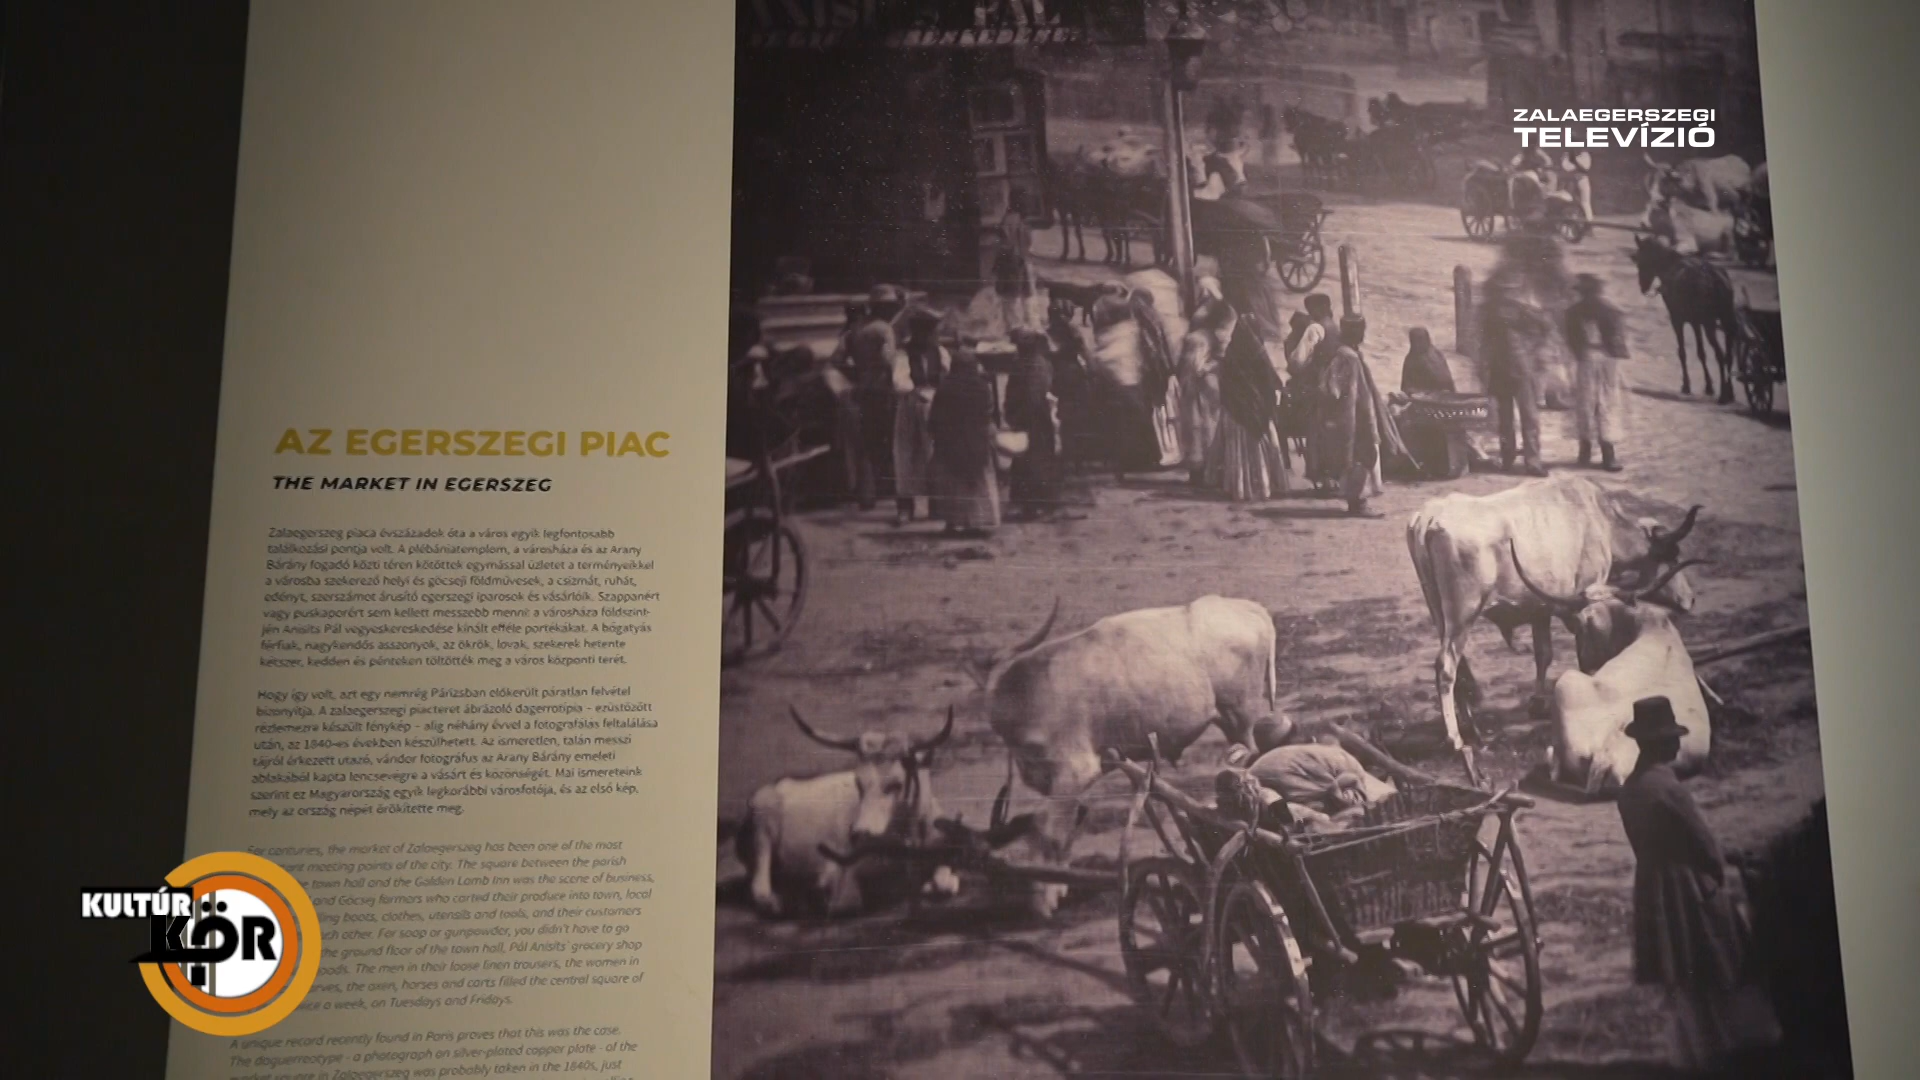 ANISITS PÁL
ZALAEGERSZEGI
TELEVÍZIÓ
AZ EGERSZEGI PIAC
THE MARKET IN EGERSZEG
Zalaegerszeg piaca évszázadok óta a város egyik legfontosabb
találkozási pontja volt. A plébániatemplom, a városháza és az Arany
Bárány fogadó közti téren kötöttek egymással üzletet a terményeikkel
a városba szekerező helyi és göcseji földművesek, a csizmát, ruhát,
edényt, szerszámot árusító egerszegi iparosok és vásárlóik. Szappanért
vagy puskaporért sem kellett messzebb menni: a városháza földszint-
jén Anisits Pál vegyeskereskedése kínált efféle portékákat. A bőgatyás
férfiak, nagykendős asszonyok, az ökrök, lovak, szekerek hetente
kétszer, kedden és pénteken töltötték meg a város központi terét.
Hogy így volt, azt egy nemrég Párizsban előkerült páratlan felvétel
bizonyítja. A zalaegerszegi piacteret ábrázoló dagerrotípia – ezüstözött
rézlemezre készült fénykép – alig néhány évvel a fotografálás feltalálása
után, az 1840-es években készülhetett. Az ismeretlen, talán messzi
tájról érkezett utazó, vándor fotográfus az Arany Bárány emeleti
ablakából kapta lencsevégre a vásárt és közönségét. Mai ismereteink
szerint ez Magyarország egyik legkorábbi városfotója, és az első kép,
mely az ország népét örökítette meg.
For centuries, the market of Zalaegerszeg has been one of the most
meeting points of the city. The square between the parish
town hall and the Golden Lamb Inn was the scene of business,
and Göcsej farmers who carted their produce into town, local
boots, clothes, utensils and tools, and their customers
each other. For soap or gunpowder, you didn't have to go
the ground floor of the town hall, Pál Anisits' grocery shop
goods. The men in their loose linen trousers, the women in
the oxen, horses and carts filled the central square of
twice a week, on Tuesdays and Fridays.
A unique record recently found in Paris proves that this was the case.
The daguerreotype - a photograph on silver-plated copper plate - of the
market square in Zalaegerszeg was probably taken in the 1840s, just
KULTÚR
KÖR